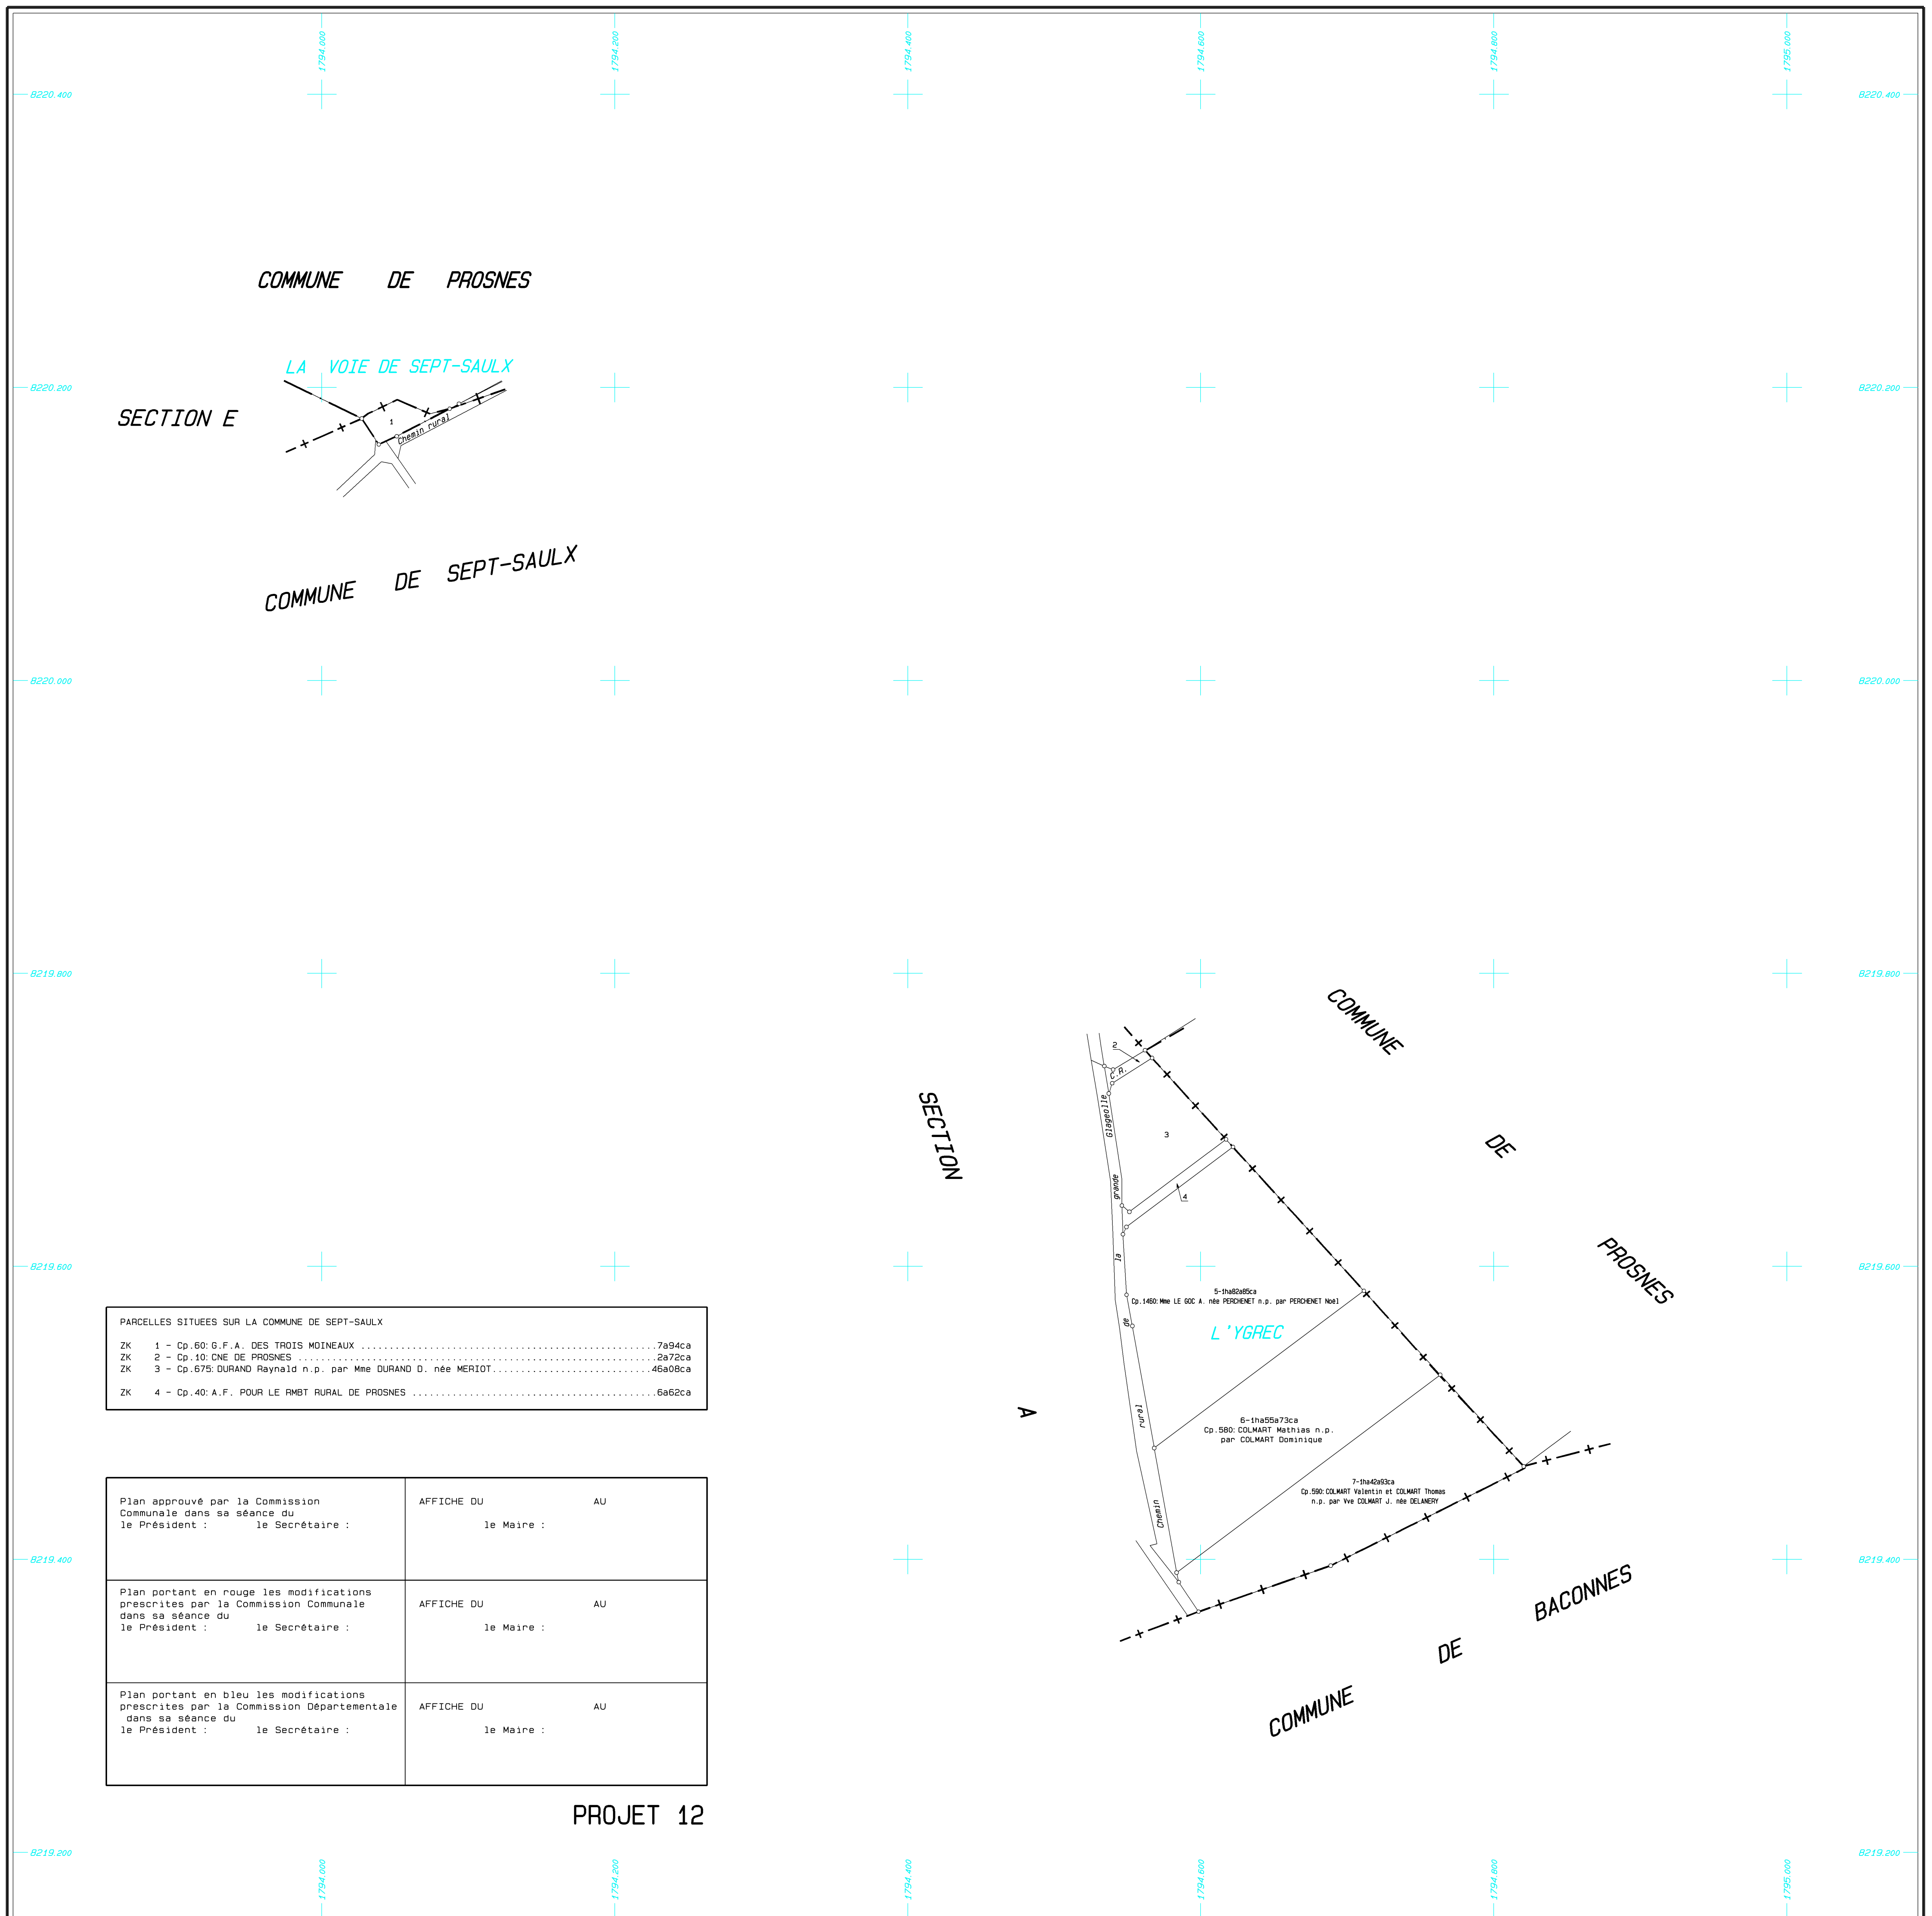 1794.000 1794.200 1794.400 1794.600 1794.800 1795.000
8220.400 8220.400
COMMUNE DE PROSNES
LA VOIE DE SEPT-SAULX
8220.200 8220.200
SECTION E
1
Chemin rural
COMMUNE DE SEPT-SAULX
8220.000 8220.000
8219.800 8219.800
COMMUNE
DE
PROSNES
SECTION
A
2
C.R.
3
4
Chemin rural de la grande Glageolle
8219.600 8219.600
5-1ha82a85ca
Cp.1460: Mme LE GOC A. née PERCHENET n.p. par PERCHENET Noël
L'YGREC
6-1ha55a73ca
Cp.580: COLMART Mathias n.p.
par COLMART Dominique
7-1ha42a93ca
Cp.590: COLMART Valentin et COLMART Thomas
n.p. par Vve COLMART J. née DELANERY
COMMUNE DE BACONNES
PARCELLES SITUEES SUR LA COMMUNE DE SEPT-SAULX
ZK 1 - Cp.60: G.F.A. DES TROIS MOINEAUX ....................................................7a94ca
ZK 2 - Cp.10: CNE DE PROSNES ...............................................................2a72ca
ZK 3 - Cp.675: DURAND Raynald n.p. par Mme DURAND D. née MERIOT............................46a08ca
ZK 4 - Cp.40: A.F. POUR LE RMBT RURAL DE PROSNES ...........................................6a62ca
Plan approuvé par la Commission
Communale dans sa séance du
le Président : le Secrétaire :
AFFICHE DU AU
le Maire :
8219.400 8219.400
Plan portant en rouge les modifications
prescrites par la Commission Communale
dans sa séance du
le Président : le Secrétaire :
AFFICHE DU AU
le Maire :
Plan portant en bleu les modifications
prescrites par la Commission Départementale
dans sa séance du
le Président : le Secrétaire :
AFFICHE DU AU
le Maire :
PROJET 12
8219.200 8219.200
1794.000 1794.200 1794.400 1794.600 1794.800 1795.000